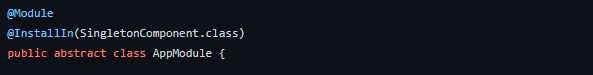 @Module
@InstallIn(SingletonComponent.class)
public abstract class AppModule {